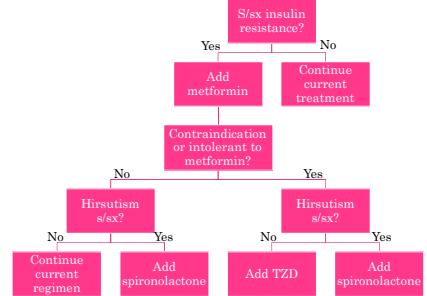 S/sx insulin
resistance?
Yes
No
Add
metformin
Continue
current
treatment
Contraindication
or intolerant to
metformin?
No
Yes
Hirsutism
s/sx?
Hirsutism
s/sx?
No
Yes
No
Yes
Continue
current
regimen
Add
spironolactone
Add TZD
Add
spironolactone